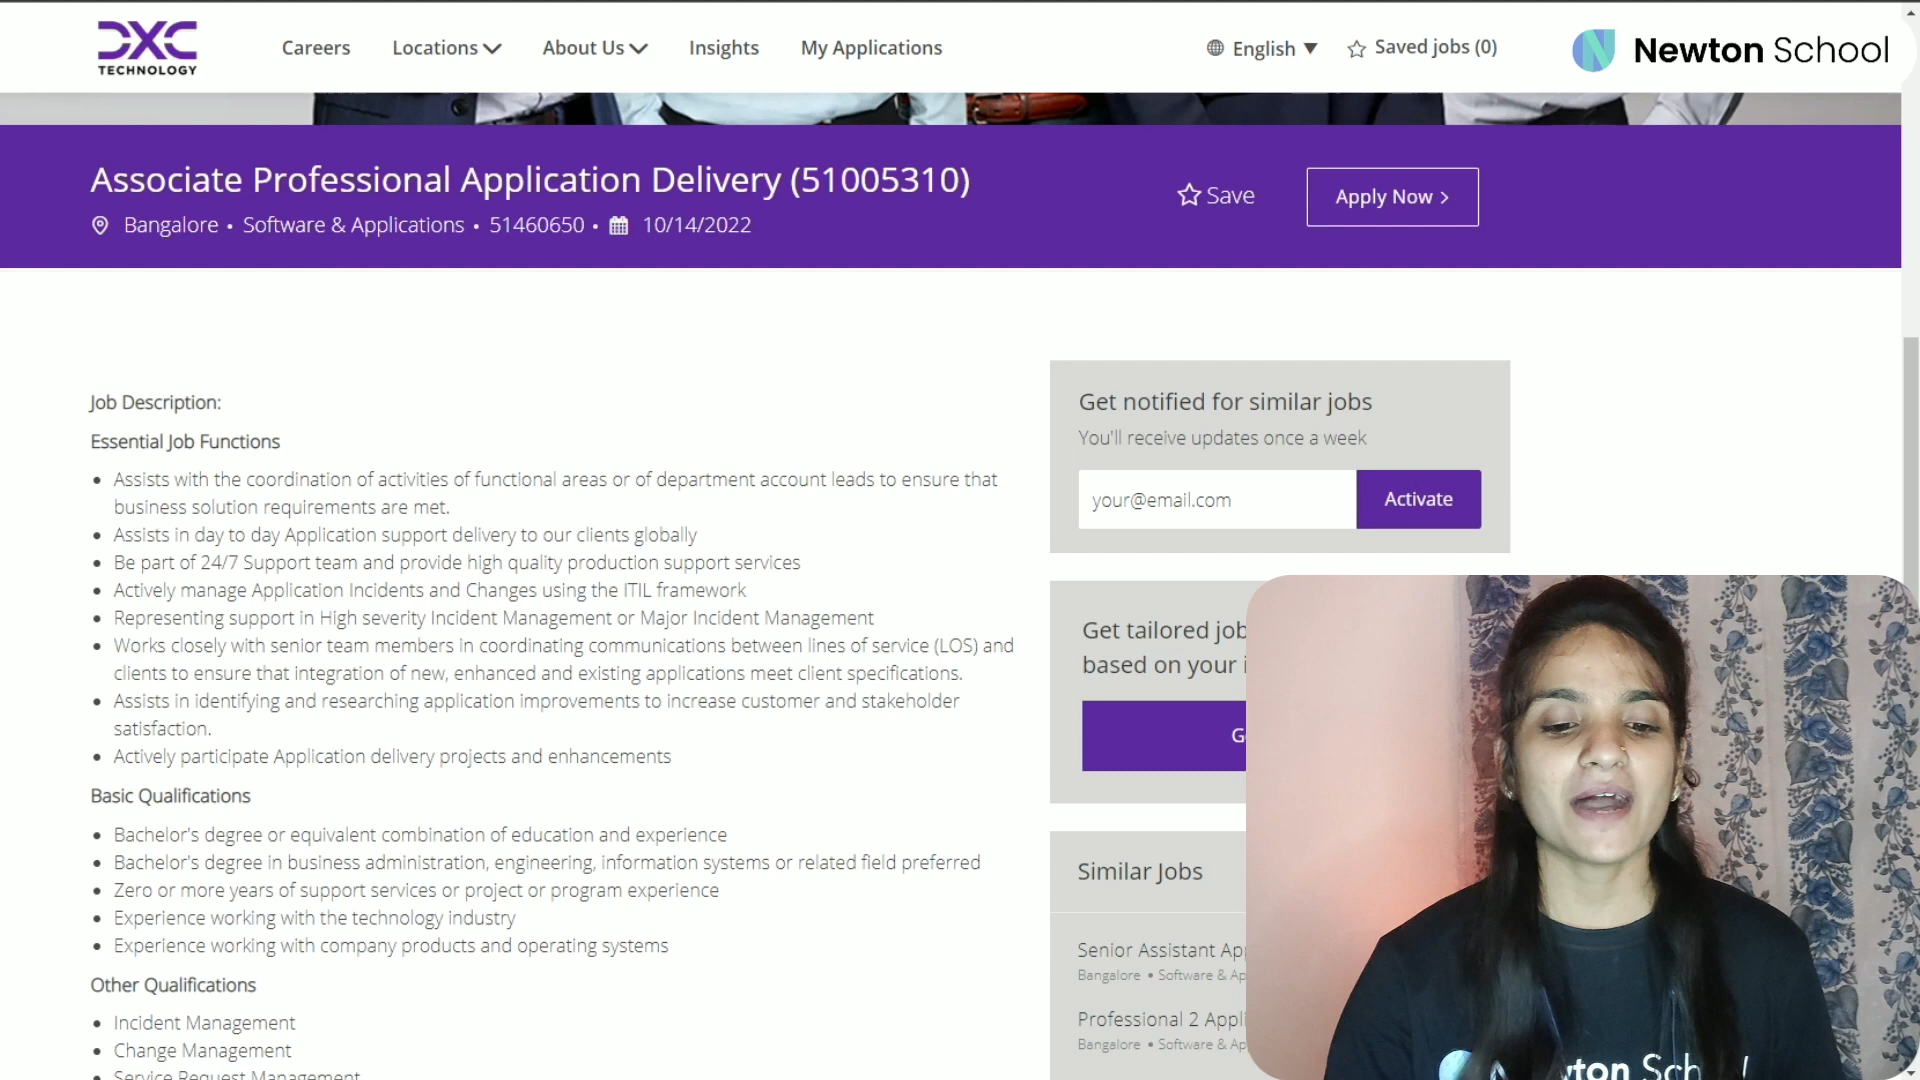 DXC
TECHNOLOGY
Careers
Locations
About Us
Insights
My Applications
English
Saved jobs (0)
Newton School
Associate Professional Application Delivery (51005310)
Bangalore • Software & Applications • 51460650 • 10/14/2022
Save
Apply Now >
Job Description:
Essential Job Functions
• Assists with the coordination of activities of functional areas or of department account leads to ensure that
business solution requirements are met.
• Assists in day to day Application support delivery to our clients globally
• Be part of 24/7 Support team and provide high quality production support services
• Actively manage Application Incidents and Changes using the ITIL framework
• Representing support in High severity Incident Management or Major Incident Management
• Works closely with senior team members in coordinating communications between lines of service (LOS) and
clients to ensure that integration of new, enhanced and existing applications meet client specifications.
• Assists in identifying and researching application improvements to increase customer and stakeholder
satisfaction.
• Actively participate Application delivery projects and enhancements
Basic Qualifications
• Bachelor's degree or equivalent combination of education and experience
• Bachelor's degree in business administration, engineering, information systems or related field preferred
• Zero or more years of support services or project or program experience
• Experience working with the technology industry
• Experience working with company products and operating systems
Other Qualifications
• Incident Management
• Change Management
• Service Request Management
Get notified for similar jobs
You'll receive updates once a week
your@email.com
Activate
Get tailored job
based on your
Similar Jobs
Senior Assistant
Bangalore • Software &
Professional 2
Bangalore • Software &